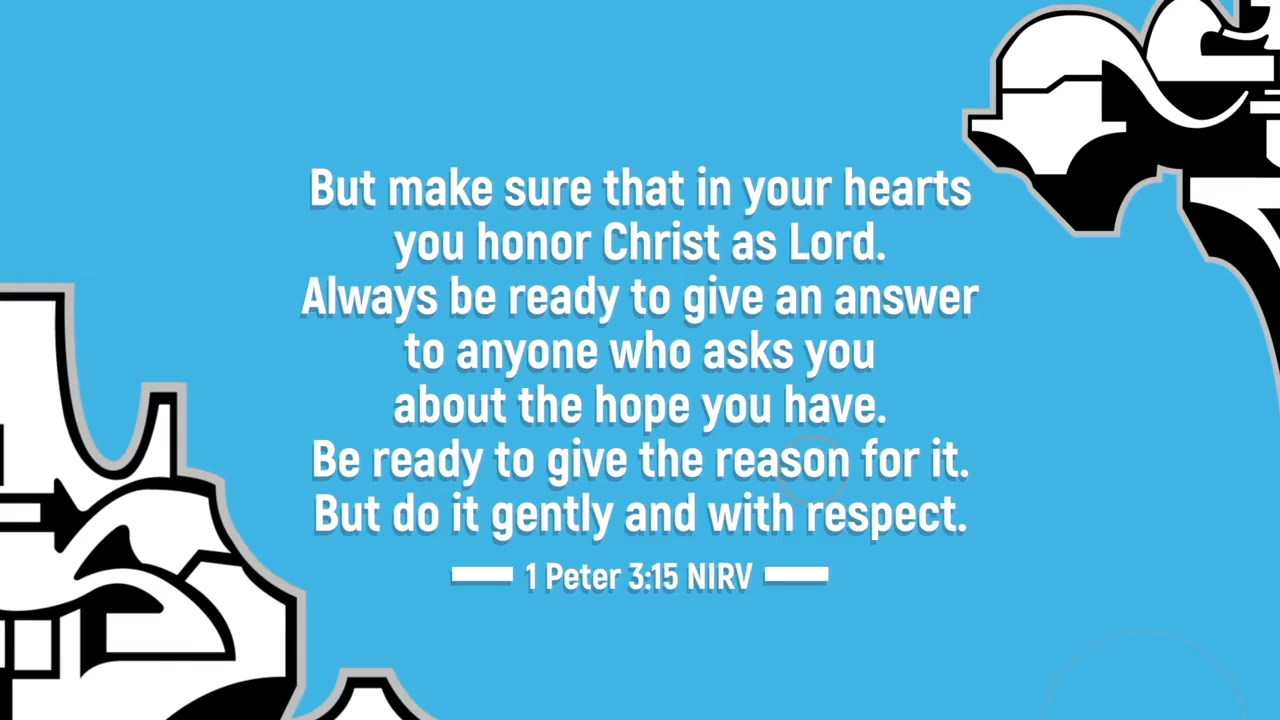 But make sure that in your hearts
you honor Christ as Lord.
Always be ready to give an answer
to anyone who asks you
about the hope you have.
Be ready to give the reason for it.
But do it gently and with respect.
1 Peter 3:15 NIRV